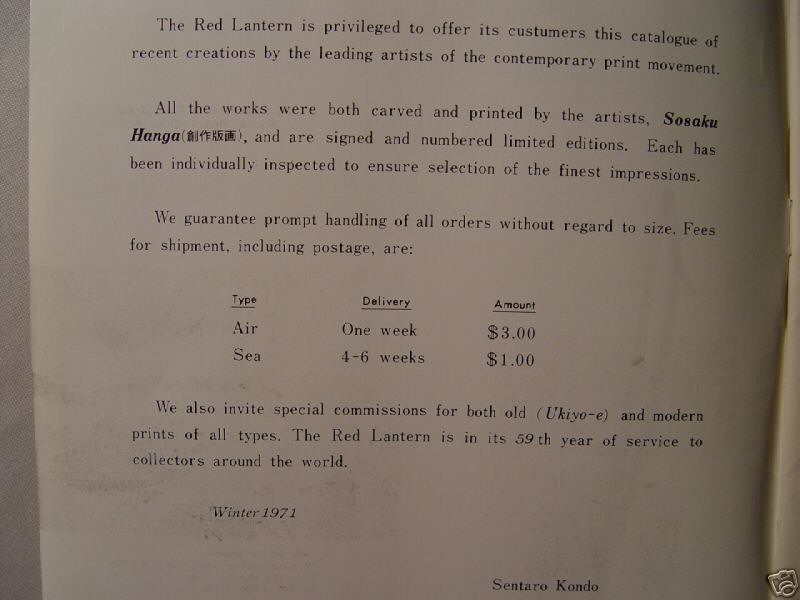 The Red Lantern is privileged to offer its custumers this catalogue of
recent creations by the leading artists of the contemporary print movement.
All the works were both carved and printed by the artists, Sosaku
Hanga(創作版画), and are signed and numbered limited editions. Each has
been individually inspected to ensure selection of the finest impressions.
We guarantee prompt handling of all orders without regard to size. Fees
for shipment, including postage, are:
Type Delivery Amount
Air One week $3.00
Sea 4-6 weeks $1.00
We also invite special commissions for both old (Ukiyo-e) and modern
prints of all types. The Red Lantern is in its 59th year of service to
collectors around the world.
Winter 1971
Sentaro Kondo